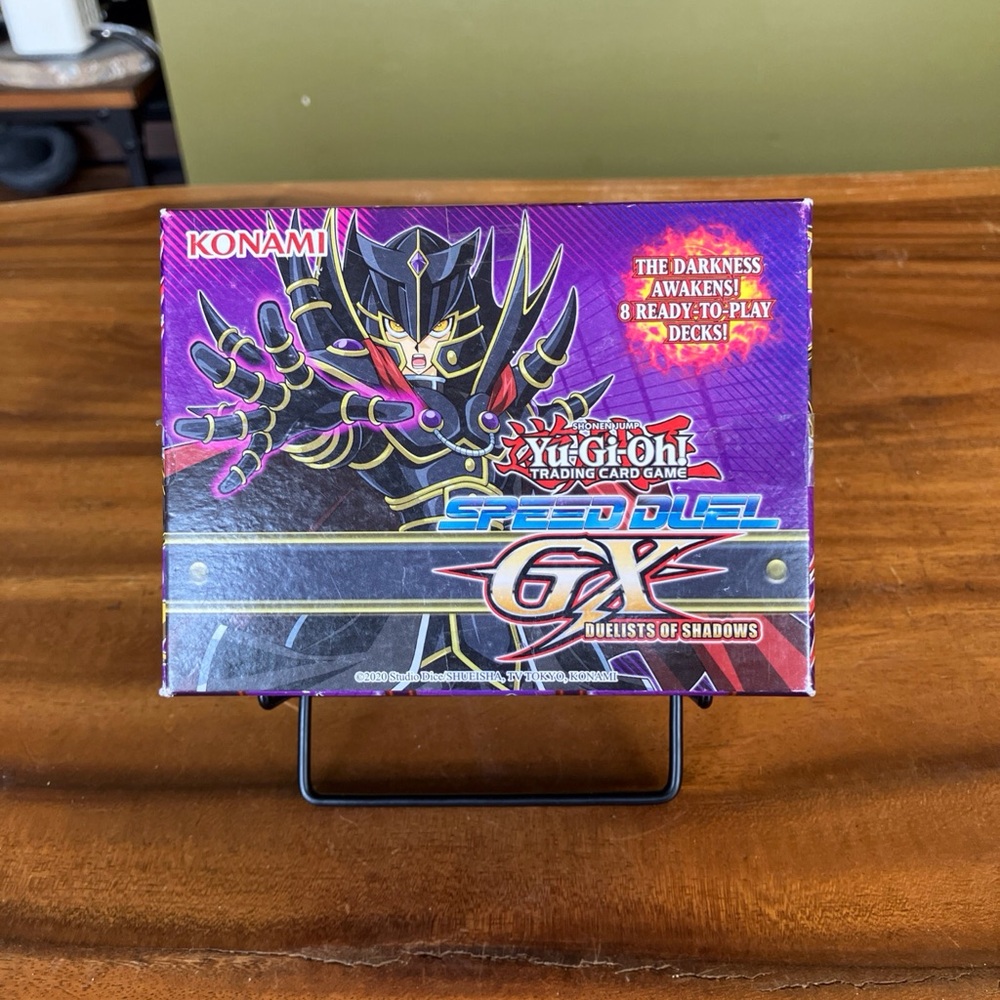 KONAMI
THE DARKNESS
AWAKENS!
8 READY-TO-PLAY
DECKS!
SHONEN JUMP
Yu-Gi-Oh!
TRADING CARD GAME
SPEED DUEL
GX
DUELISTS OF SHADOWS
©2020 Studio Dice/SHUEISHA, TV TOKYO, KONAMI